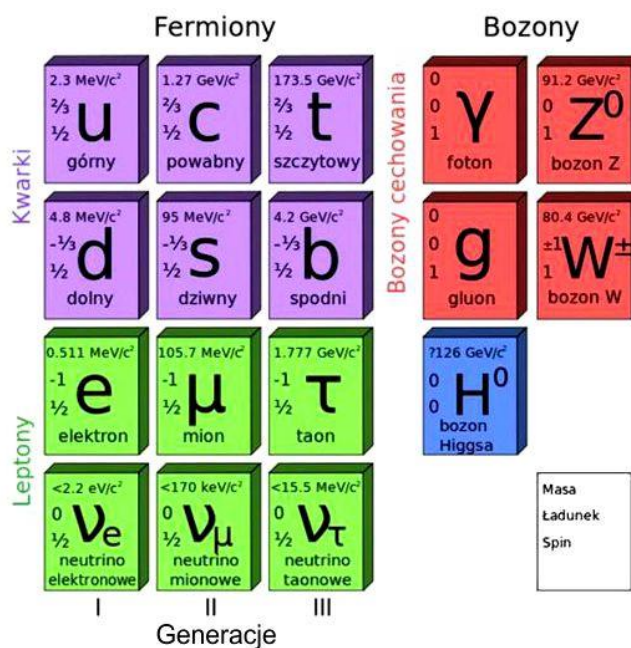 Fermiony
Bozony
Kwarki
2.3 MeV/c²
⅔
½
u
górny
1.27 GeV/c²
⅔
½
c
powabny
173.5 GeV/c²
⅔
½
t
szczytowy
Bozony cechowania
0
0
1
γ
foton
91.2 GeV/c²
0
1
Z⁰
bozon Z
4.8 MeV/c²
-⅓
½
d
dolny
95 MeV/c²
-⅓
½
s
dziwny
4.2 GeV/c²
-⅓
½
b
spodni
0
0
1
g
gluon
80.4 GeV/c²
±1
1
W±
bozon W
Leptony
0.511 MeV/c²
-1
½
e
elektron
105.7 MeV/c²
-1
½
μ
mion
1.777 GeV/c²
-1
½
τ
taon
?126 GeV/c²
0
0
H⁰
bozon
Higgsa
<2.2 eV/c²
0
½
νe
neutrino
elektronowe
<170 keV/c²
0
½
νμ
neutrino
mionowe
<15.5 MeV/c²
0
½
ντ
neutrino
taonowe
Masa
Ładunek
Spin
I
II
III
Generacje